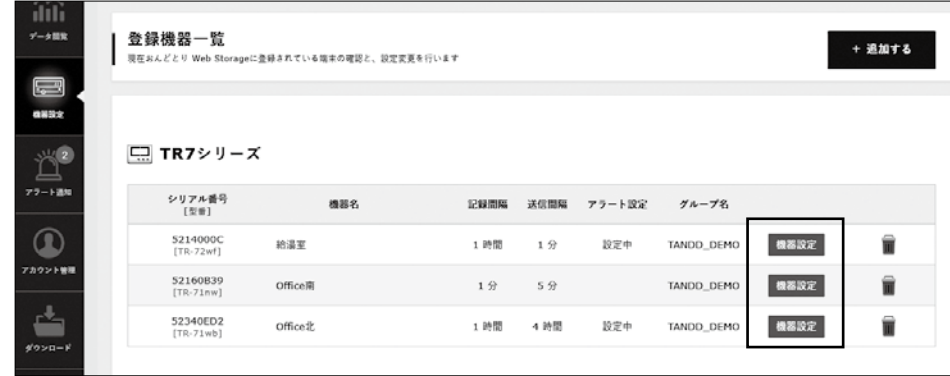 データ閲覧
機器設定
2
アラート通知
アカウント管理
ダウンロード
登録機器一覧
現在おんどとり Web Storageに登録されている端末の確認と、設定変更を行います
+ 追加する
TR7シリーズ
シリアル番号 [型番] 機器名 記録間隔 送信間隔 アラート設定 グループ名
5214000C 給湯室 1 時間 1 分 設定中 TANDD_DEMO 機器設定
[TR-72wf]
52160B39 Office南 1 分 5 分 TANDD_DEMO 機器設定
[TR-71nw]
52340ED2 Office北 1 時間 4 時間 設定中 TANDD_DEMO 機器設定
[TR-71wb]